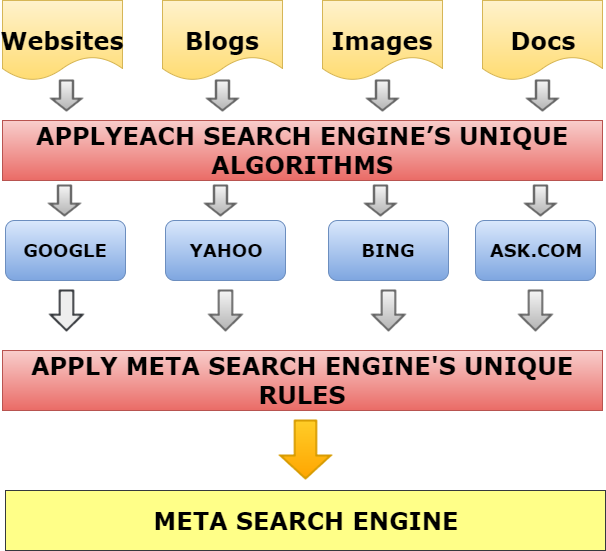 Websites Blogs Images Docs
APPLYEACH SEARCH ENGINE’S UNIQUE
ALGORITHMS
GOOGLE YAHOO BING ASK.COM
APPLY META SEARCH ENGINE'S UNIQUE
RULES
META SEARCH ENGINE